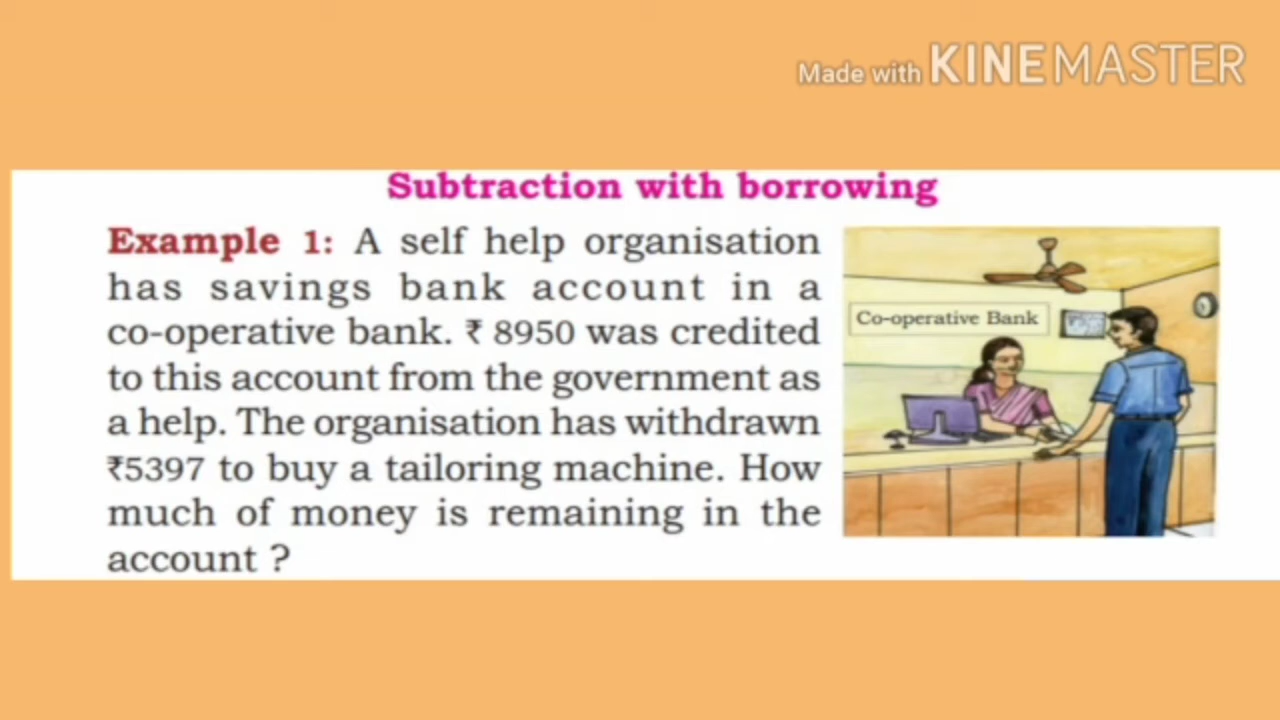 Made with KINEMASTER
Subtraction with borrowing
Example 1: A self help organisation
has savings bank account in a
co-operative bank. ₹ 8950 was credited
to this account from the government as
a help. The organisation has withdrawn
₹5397 to buy a tailoring machine. How
much of money is remaining in the
account ?
Co-operative Bank